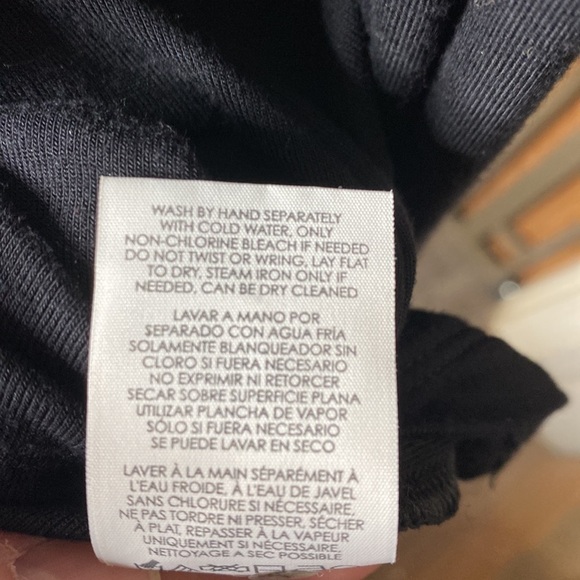 WASH BY HAND SEPARATELY
WITH COLD WATER, ONLY
NON-CHLORINE BLEACH IF NEEDED
DO NOT TWIST OR WRING, LAY FLAT
TO DRY, STEAM IRON ONLY IF
NEEDED, CAN BE DRY CLEANED
LAVAR A MANO POR
SEPARADO CON AGUA FRÍA
SOLAMENTE BLANQUEADOR SIN
CLORO SI FUERA NECESARIO
NO EXPRIMIR NI RETORCER
SECAR SOBRE SUPERFICIE PLANA
UTILIZAR PLANCHA DE VAPOR
SÓLO SI FUERA NECESARIO
SE PUEDE LAVAR EN SECO
LAVER À LA MAIN SÉPARÉMENT À
L'EAU FROIDE, À L'EAU DE JAVEL
SANS CHLORURE SI NÉCESSAIRE,
NE PAS TORDRE NI PRESSER, SÉCHER
À PLAT, REPASSER À LA VAPEUR
UNIQUEMENT SI NÉCESSAIRE,
NETTOYAGE A SEC POSSIBLE